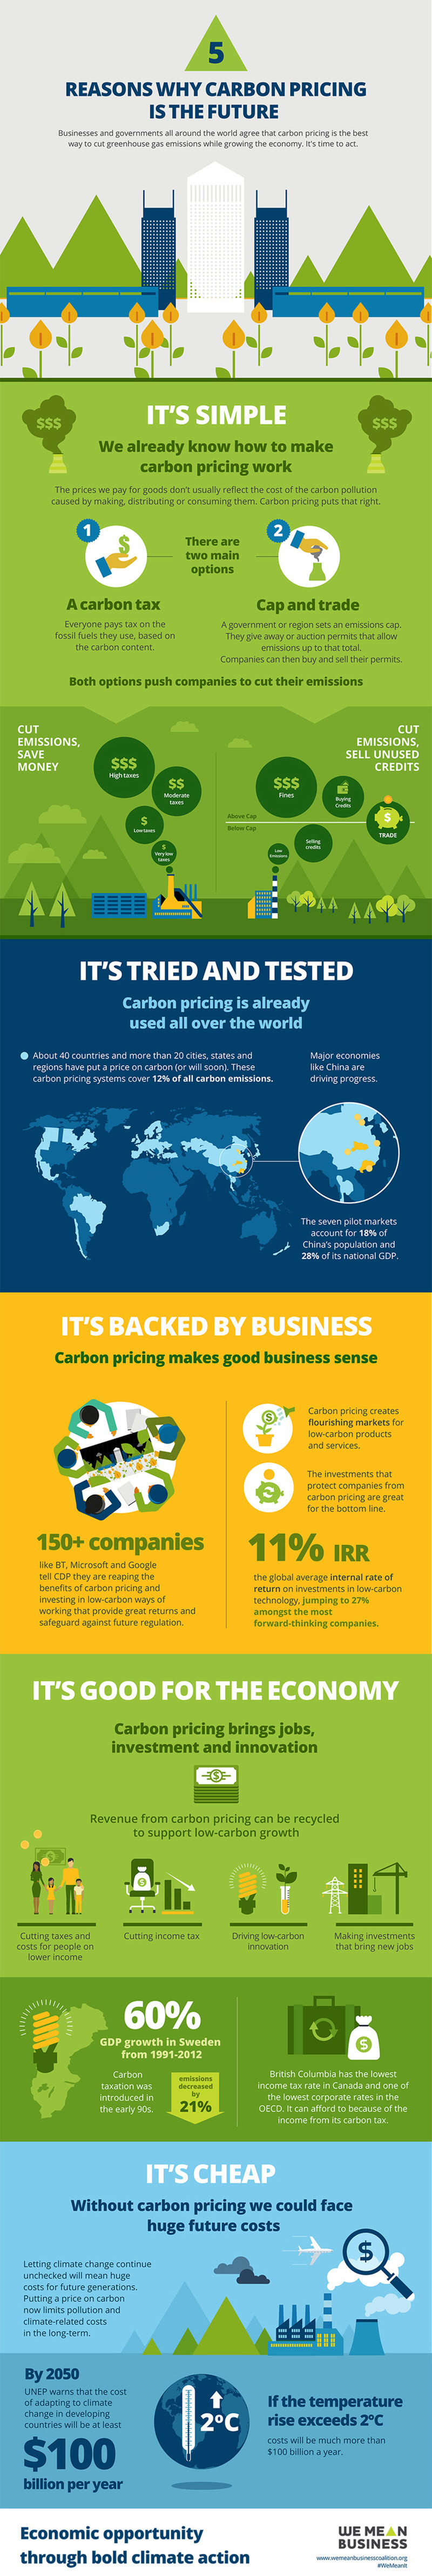 5
REASONS WHY CARBON PRICING
IS THE FUTURE
Businesses and governments all around the world agree that carbon pricing is the best
way to cut greenhouse gas emissions while growing the economy. It's time to act.
$$$
$$$
IT'S SIMPLE
We already know how to make
carbon pricing work
The prices we pay for goods don't usually reflect the cost of the carbon pollution
caused by making, distributing or consuming them. Carbon pricing puts that right.
1
$
There are
two main
options
2
A carbon tax
Everyone pays tax on the
fossil fuels they use, based on
the carbon content.
Cap and trade
A government or region sets an emissions cap.
They give away or auction permits that allow
emissions up to that total.
Companies can then buy and sell their permits.
Both options push companies to cut their emissions
CUT
EMISSIONS,
SAVE
MONEY
$$$
High taxes
$$
Moderate
taxes
$
Low taxes
$
Very low
taxes
CUT
EMISSIONS,
SELL UNUSED
CREDITS
$$$
Fines
Buying
Credits
Above Cap
Below Cap
$
TRADE
Selling
credits
Low
Emissions
IT'S TRIED AND TESTED
Carbon pricing is already
used all over the world
About 40 countries and more than 20 cities, states and
regions have put a price on carbon (or will soon). These
carbon pricing systems cover 12% of all carbon emissions.
Major economies
like China are
driving progress.
The seven pilot markets
account for 18% of
China's population and
28% of its national GDP.
IT'S BACKED BY BUSINESS
Carbon pricing makes good business sense
150+ companies
like BT, Microsoft and Google
tell CDP they are reaping the
benefits of carbon pricing and
investing in low-carbon ways of
working that provide great returns and
safeguard against future regulation.
$
Carbon pricing creates
flourishing markets for
low-carbon products
and services.
$
The investments that
protect companies from
carbon pricing are great
for the bottom line.
11% IRR
the global average internal rate of
return on investments in low-carbon
technology, jumping to 27%
amongst the most
forward-thinking companies.
IT'S GOOD FOR THE ECONOMY
Carbon pricing brings jobs,
investment and innovation
$
Revenue from carbon pricing can be recycled
to support low-carbon growth
$
Cutting taxes and
costs for people on
lower income
$
Cutting income tax
Driving low-carbon
innovation
Making investments
that bring new jobs
60%
GDP growth in Sweden
from 1991-2012
Carbon
taxation was
introduced in
the early 90s.
emissions
decreased
by
21%
$
British Columbia has the lowest
income tax rate in Canada and one of
the lowest corporate rates in the
OECD. It can afford to because of the
income from its carbon tax.
IT'S CHEAP
Without carbon pricing we could face
huge future costs
Letting climate change continue
unchecked will mean huge
costs for future generations.
Putting a price on carbon
now limits pollution and
climate-related costs
in the long-term.
$
By 2050
UNEP warns that the cost
of adapting to climate
change in developing
countries will be at least
$100
billion per year
2°C
If the temperature
rise exceeds 2°C
costs will be much more than
$100 billion a year.
Economic opportunity
through bold climate action
WE MEAN
BUSINESS
www.wemeanbusinesscoalition.org
#WeMeanIt